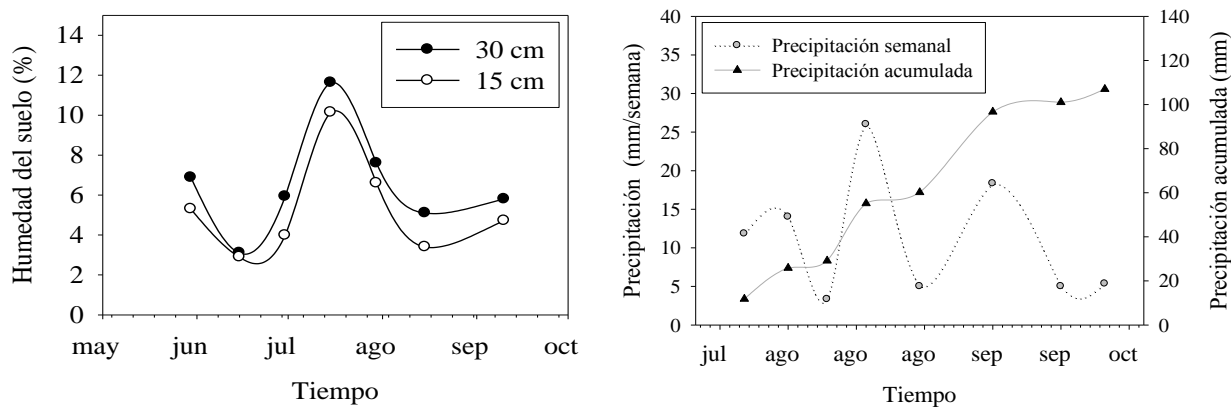 Humedad del suelo (%)
14
12
10
8
6
4
2
0
30 cm
15 cm
may jun jul ago sep oct
Tiempo
Precipitación (mm/semana)
40
35
30
25
20
15
10
5
0
Precipitación semanal
Precipitación acumulada
jul ago ago ago sep sep oct
Tiempo
140
120
100
80
60
40
20
0
Precipitación acumulada (mm)